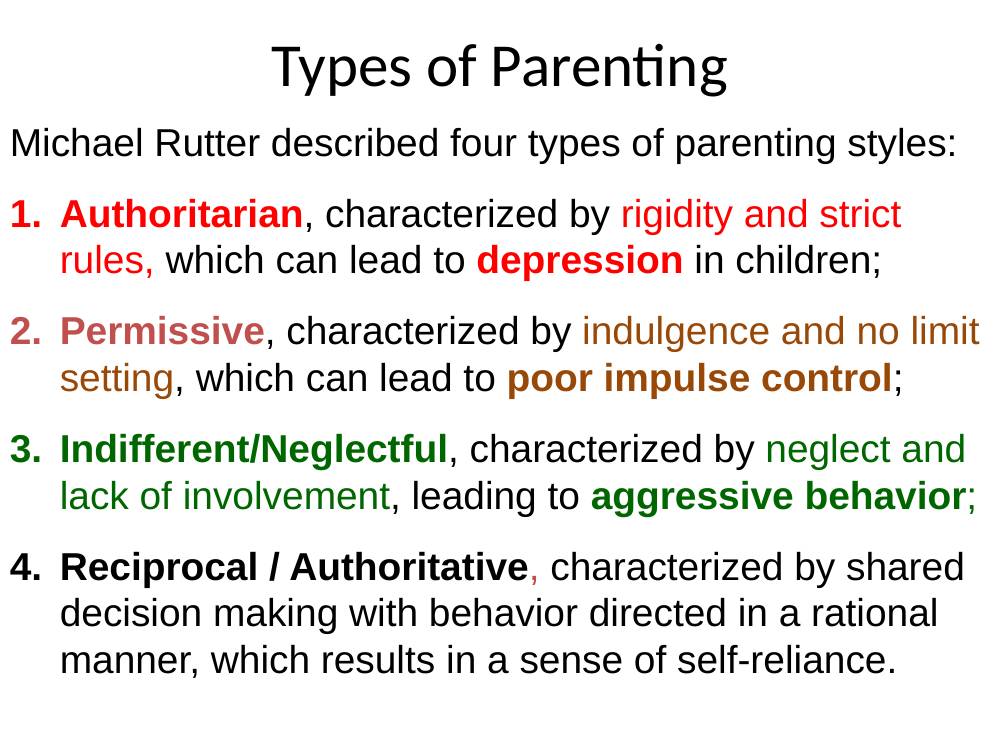 Types of Parenting
Michael Rutter described four types of parenting styles:
1. Authoritarian, characterized by rigidity and strict
rules, which can lead to depression in children;
2. Permissive, characterized by indulgence and no limit
setting, which can lead to poor impulse control;
3. Indifferent/Neglectful, characterized by neglect and
lack of involvement, leading to aggressive behavior;
4. Reciprocal / Authoritative, characterized by shared
decision making with behavior directed in a rational
manner, which results in a sense of self-reliance.